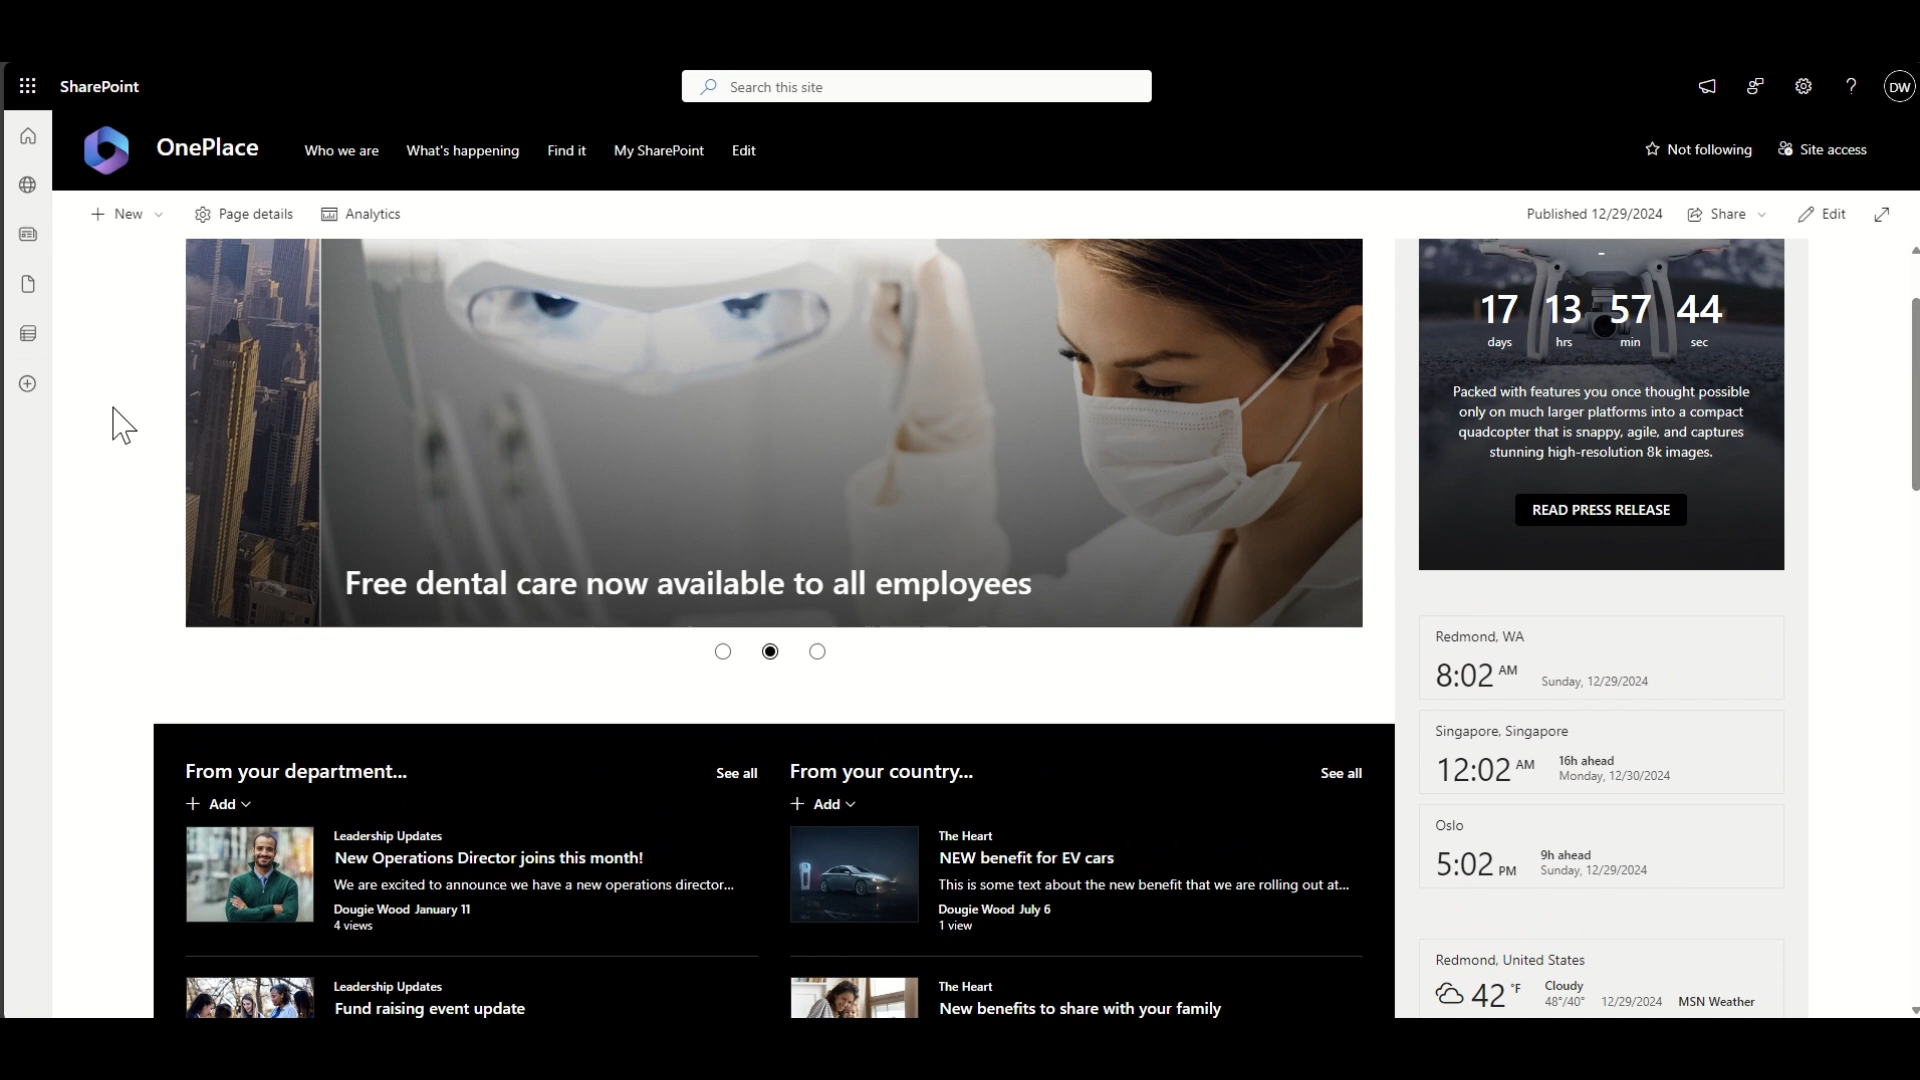 SharePoint
Search this site
DW
OnePlace
Who we are
What's happening
Find it
My SharePoint
Edit
Not following
Site access
New
Page details
Analytics
Published 12/29/2024
Share
Edit
Free dental care now available to all employees
-
17 13 57 44
days hrs min sec
Packed with features you once thought possible
only on much larger platforms into a compact
quadcopter that is snappy, agile, and captures
stunning high-resolution 8k images.
READ PRESS RELEASE
Redmond, WA
8:02 AM Sunday, 12/29/2024
Singapore, Singapore
12:02 AM
16h ahead
Monday, 12/30/2024
Oslo
5:02 PM
9h ahead
Sunday, 12/29/2024
Redmond, United States
42 °F
Cloudy
48°/40° 12/29/2024 MSN Weather
From your department...
See all
+ Add
Leadership Updates
New Operations Director joins this month!
We are excited to announce we have a new operations director...
Dougie Wood January 11
4 views
Leadership Updates
Fund raising event update
From your country...
See all
+ Add
The Heart
NEW benefit for EV cars
This is some text about the new benefit that we are rolling out at...
Dougie Wood July 6
1 view
The Heart
New benefits to share with your family